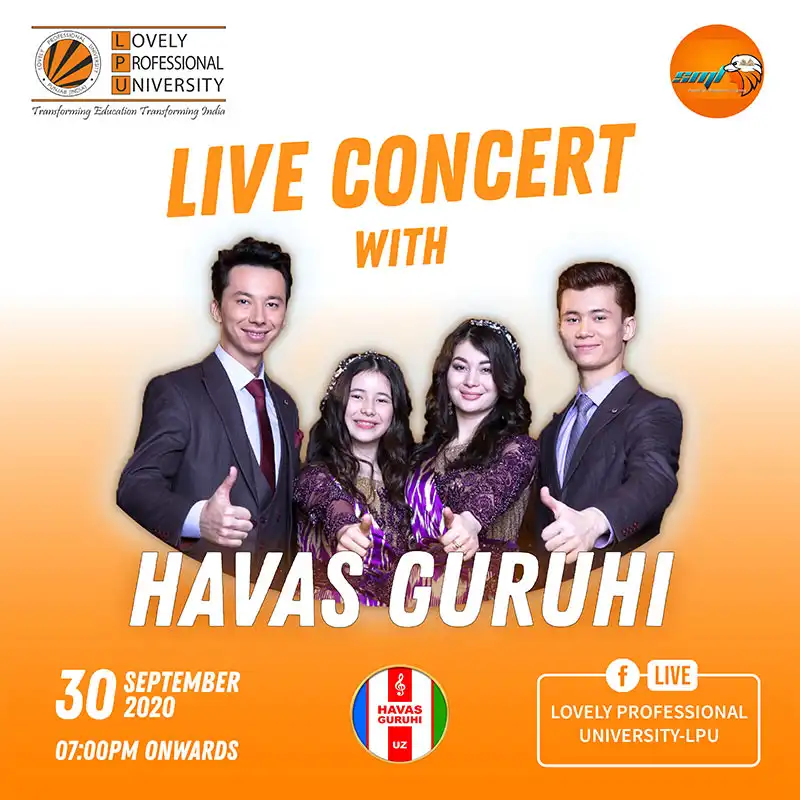 LOVELY
PROFESSIONAL
UNIVERSITY
Transforming Education Transforming India
LIVE CONCERT
WITH
HAVAS GURUHI
30 SEPTEMBER
2020
07:00PM ONWARDS
HAVAS
GURUHI
UZ
f LIVE
LOVELY PROFESSIONAL
UNIVERSITY-LPU